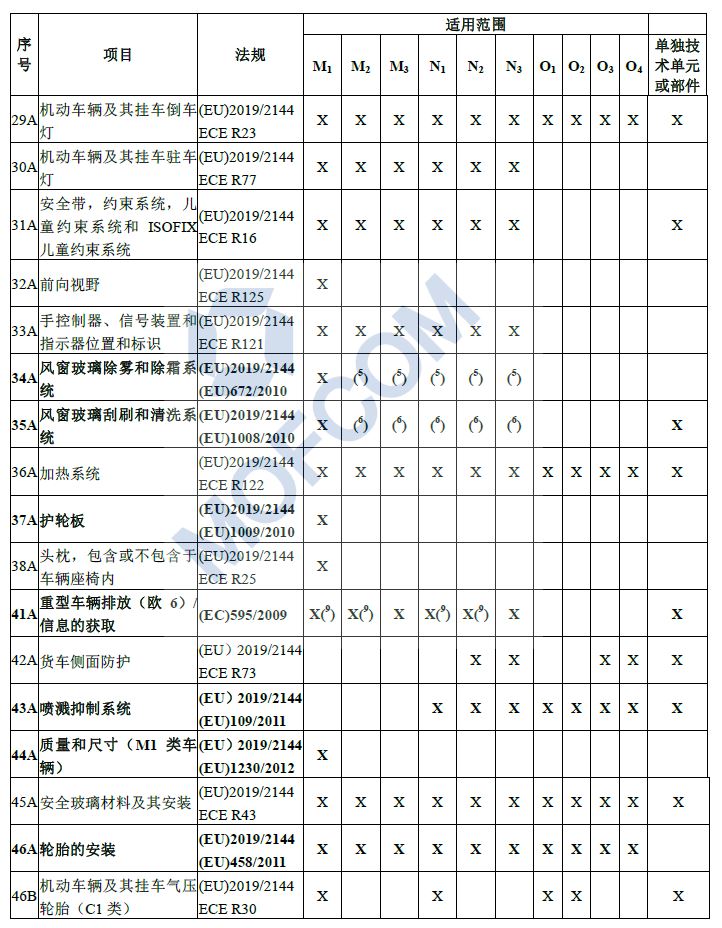 序号 项目 法规 适用范围 单独技术单元或部件
M1 M2 M3 N1 N2 N3 O1 O2 O3 O4
29A 机动车辆及其挂车倒车灯 (EU)2019/2144 ECE R23 X X X X X X X X X X X
30A 机动车辆及其挂车驻车灯 (EU)2019/2144 ECE R77 X X X X X X
31A 安全带，约束系统，儿童约束系统和 ISOFIX 儿童约束系统 (EU)2019/2144 ECE R16 X X X X X X X
32A 前向视野 (EU)2019/2144 ECE R125 X
33A 手控制器、信号装置和指示器位置和标识 (EU)2019/2144 ECE R121 X X X X X X
34A 风窗玻璃除雾和除霜系统 (EU)2019/2144 (EU)672/2010 X (5) (5) (5) (5) (5)
35A 风窗玻璃刮刷和清洗系统 (EU)2019/2144 (EU)1008/2010 X (6) (6) (6) (6) (6) X
36A 加热系统 (EU)2019/2144 ECE R122 X X X X X X X X X X X
37A 护轮板 (EU)2019/2144 (EU)1009/2010 X
38A 头枕，包含或不包含于车辆座椅内 (EU)2019/2144 ECE R25 X
41A 重型车辆排放（欧 6）/信息的获取 (EC)595/2009 X(9) X(9) X X(9) X(9) X X
42A 货车侧面防护 (EU）2019/2144 ECE R73 X X X X X
43A 喷溅抑制系统 (EU）2019/2144 (EU)109/2011 X X X X X X X X
44A 质量和尺寸（M1 类车辆） (EU）2019/2144 (EU)1230/2012 X
45A 安全玻璃材料及其安装 (EU)2019/2144 ECE R43 X X X X X X X X X X X
46A 轮胎的安装 (EU)2019/2144 (EU)458/2011 X X X X X X X X X X
46B 机动车辆及其挂车气压轮胎（C1 类） (EU)2019/2144 ECE R30 X X X X X
MOFCOM